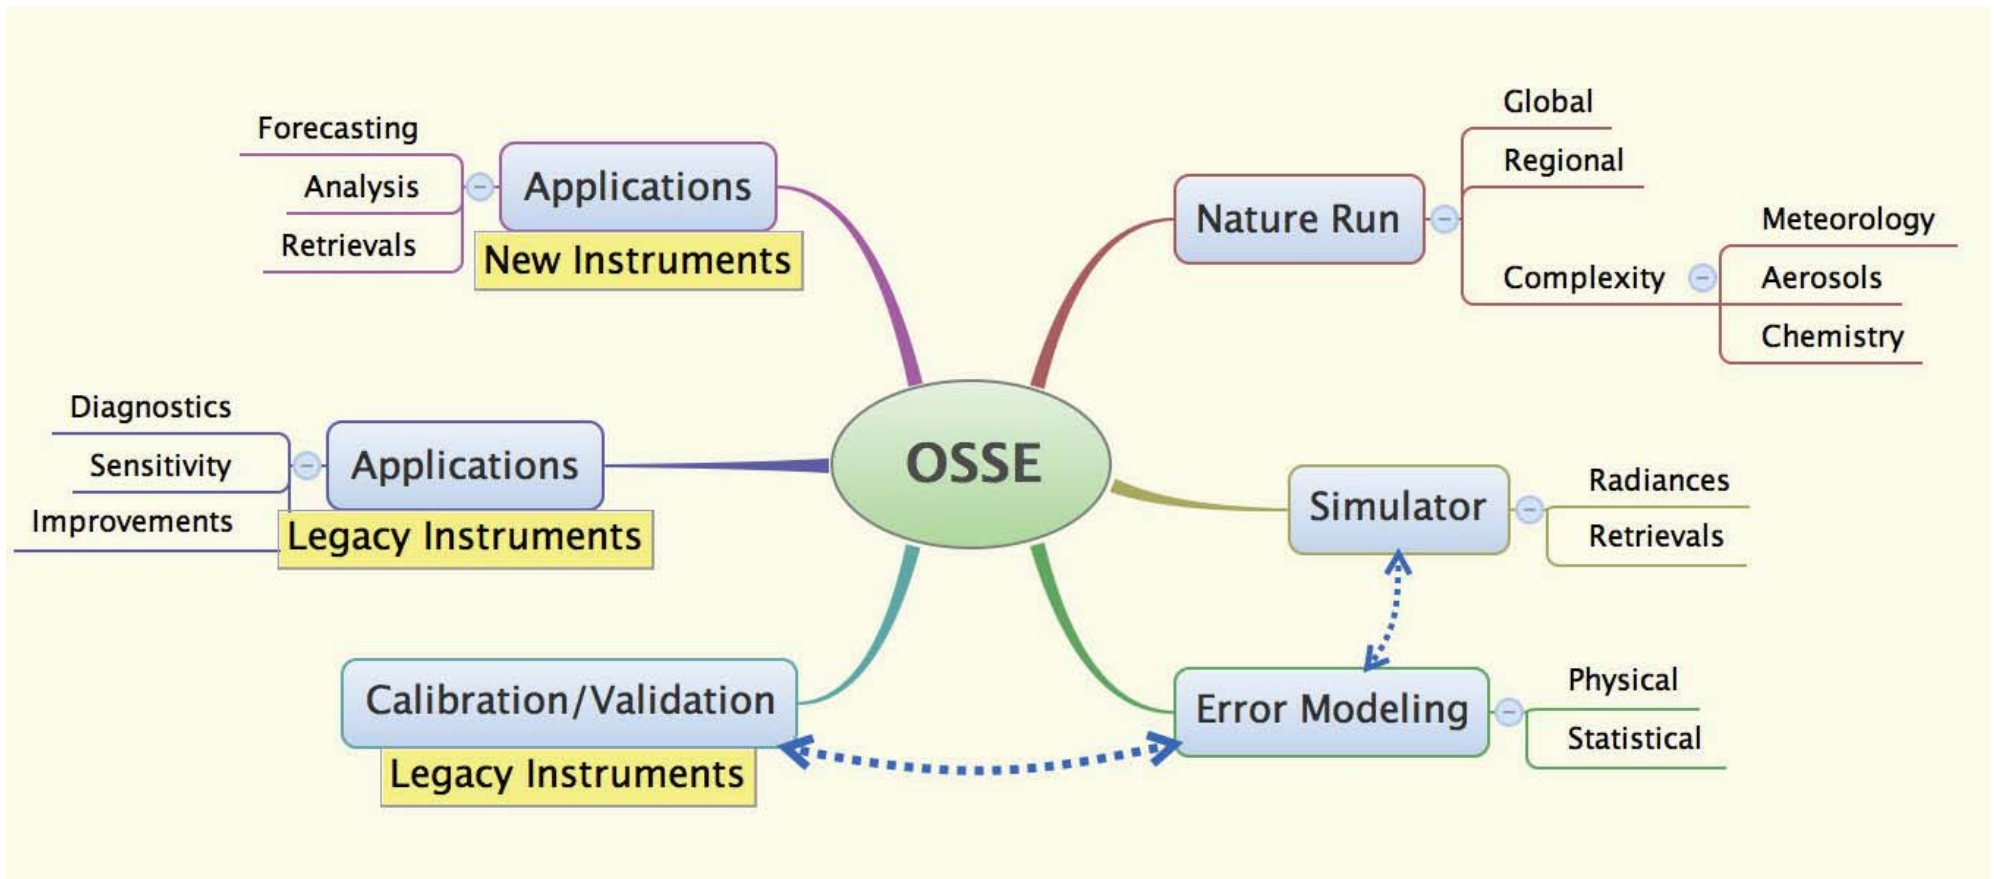 Forecasting
Analysis
Retrievals
Applications
New Instruments
Global
Regional
Nature Run
Complexity
Meteorology
Aerosols
Chemistry
Diagnostics
Sensitivity
Improvements
Applications
Legacy Instruments
OSSE
Simulator
Radiances
Retrievals
Calibration/Validation
Legacy Instruments
Error Modeling
Physical
Statistical